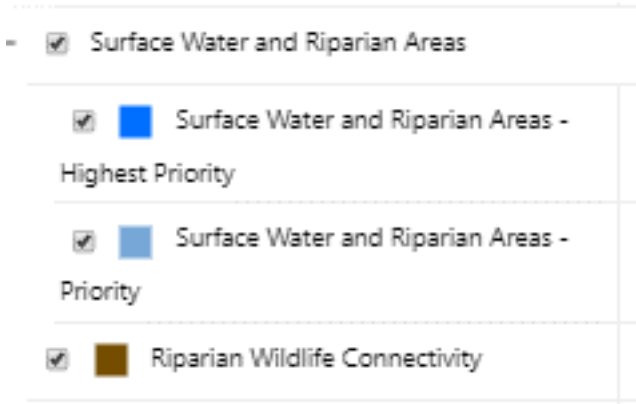 Surface Water and Riparian Areas
Surface Water and Riparian Areas -
Highest Priority
Surface Water and Riparian Areas -
Priority
Riparian Wildlife Connectivity